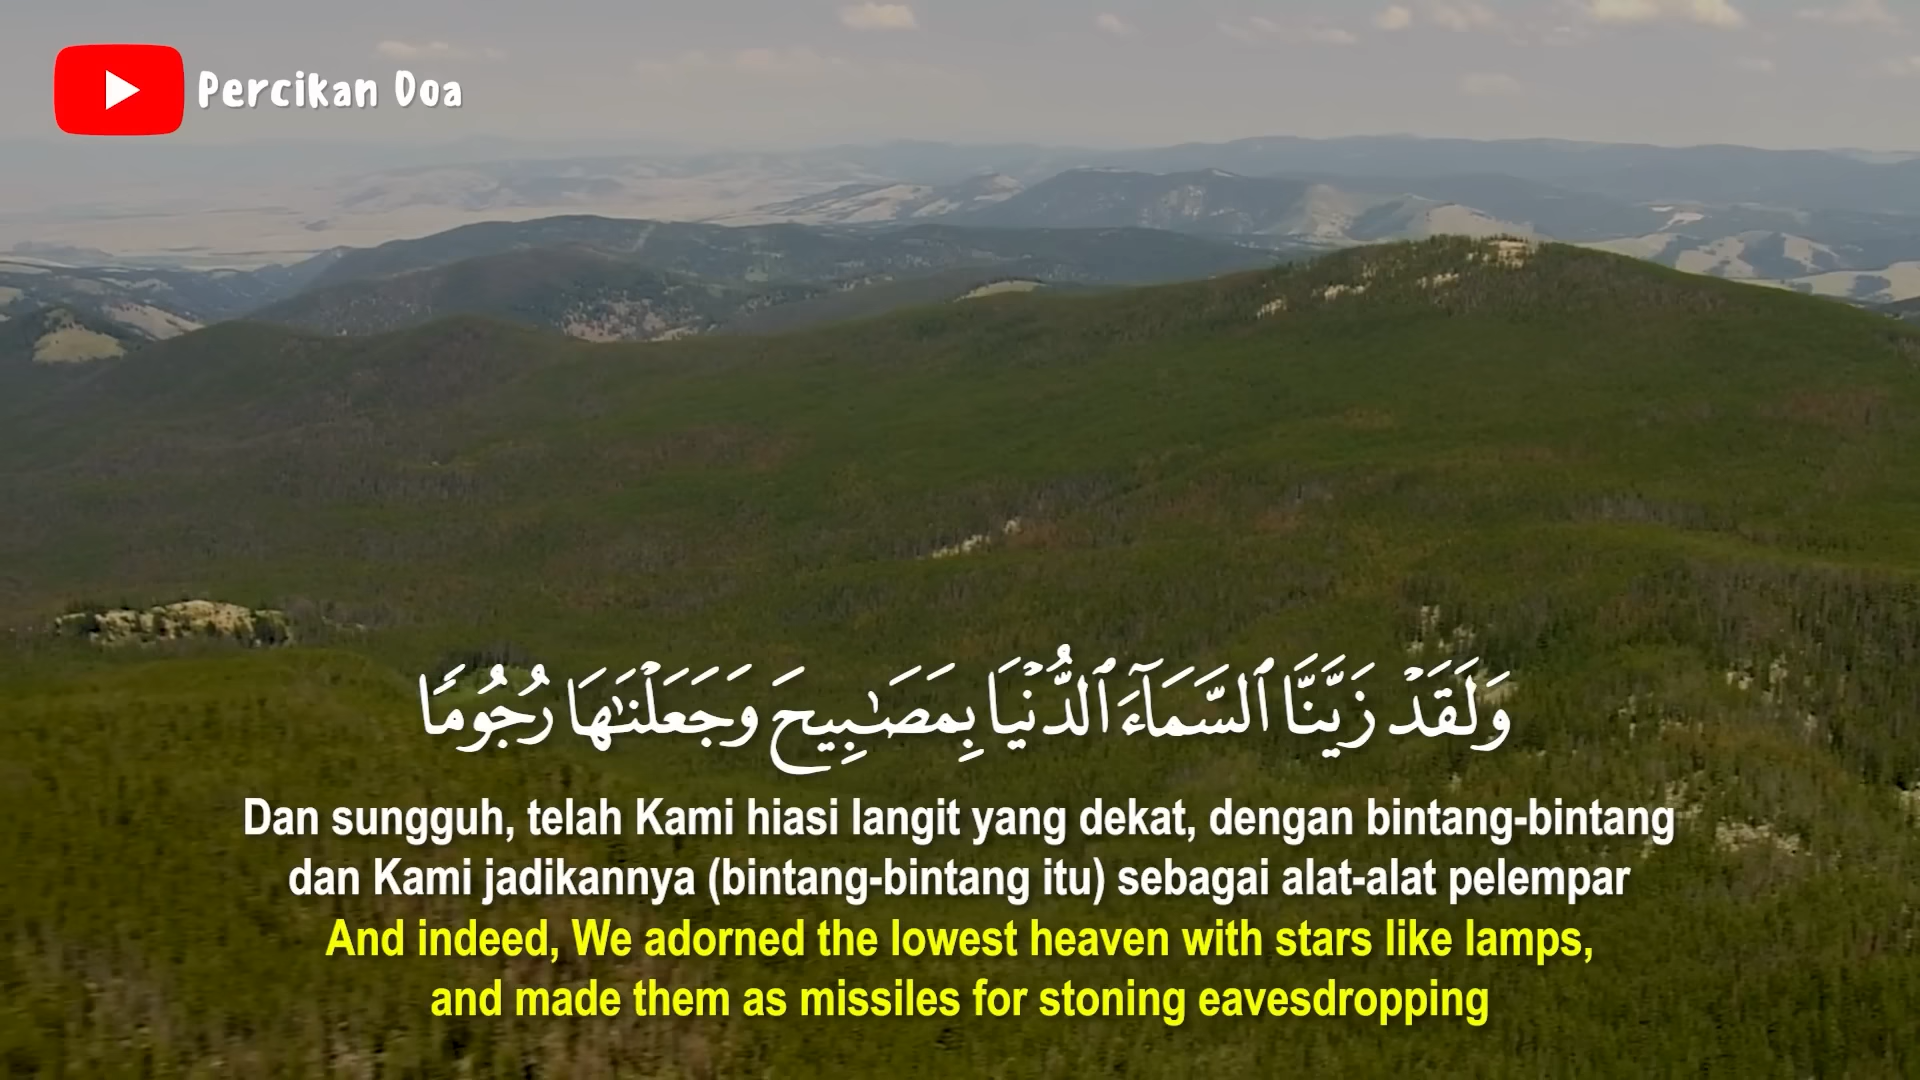 Percikan Doa
وَلَقَدۡ زَيَّنَّا ٱلسَّمَآءَ ٱلدُّنۡيَا بِمَصَٰبِيحَ وَجَعَلۡنَٰهَا رُجُومًا
Dan sungguh, telah Kami hiasi langit yang dekat, dengan bintang-bintang
dan Kami jadikannya (bintang-bintang itu) sebagai alat-alat pelempar
And indeed, We adorned the lowest heaven with stars like lamps,
and made them as missiles for stoning eavesdropping